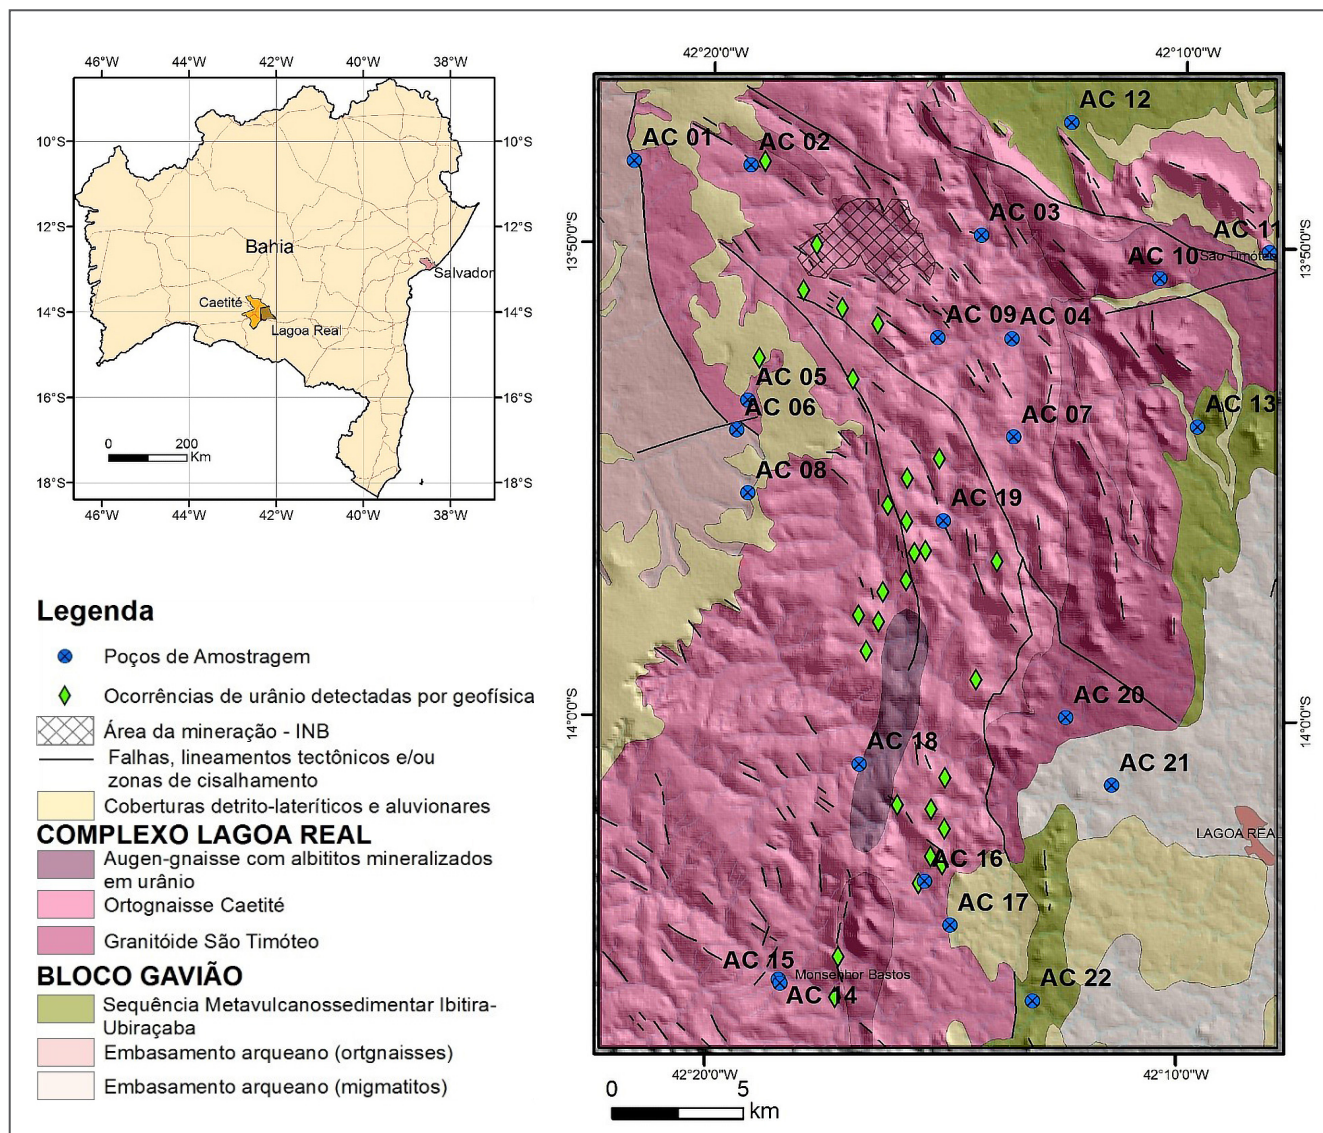 46°W 44°W 42°W 40°W 38°W
10°S 10°S
12°S 12°S
Bahia
Salvador
Caetité
14°S 14°S
Lagoa Real
16°S 16°S
0 200
Km
18°S 18°S
46°W 44°W 42°W 40°W 38°W
Legenda
Poços de Amostragem
Ocorrências de urânio detectadas por geofísica
Área da mineração - INB
Falhas, lineamentos tectônicos e/ou
zonas de cisalhamento
Coberturas detrito-lateríticos e aluvionares
COMPLEXO LAGOA REAL
Augen-gnaisse com albititos mineralizados
em urânio
Ortognaisse Caetité
Granitóide São Timóteo
BLOCO GAVIÃO
Sequência Metavulcanossedimentar Ibitira-
Ubiraçaba
Embasamento arqueano (ortgnaisses)
Embasamento arqueano (migmatitos)
42°20'0"W 42°10'0"W
AC 12
AC 01
AC 02
AC 03
AC 11
13°50'0"S 13°50'0"S
AC 10
São Timóteo
AC 09
AC 04
AC 05
AC 06
AC 13
AC 07
AC 08
AC 19
AC 20
14°0'0"S 14°0'0"S
AC 18
AC 21
LAGOA REA
AC 16
AC 17
AC 15
Monsenhor Bastos
AC 14
AC 22
42°20'0"W 42°10'0"W
0 5
km